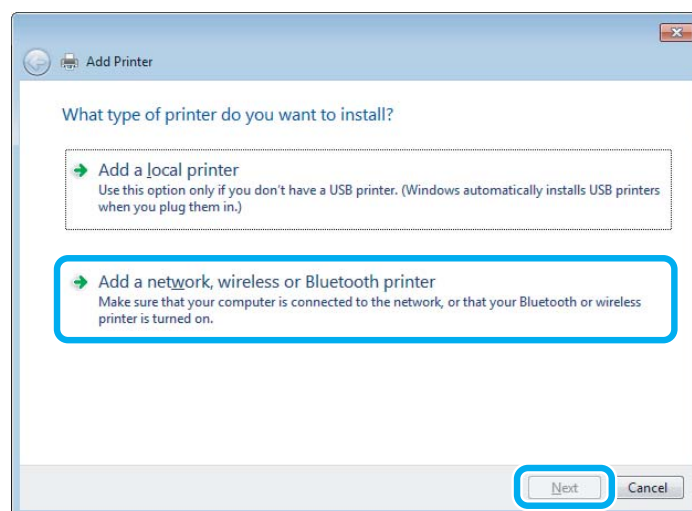 Add Printer
What type of printer do you want to install?
Add a local printer
Use this option only if you don't have a USB printer. (Windows automatically installs USB printers
when you plug them in.)
Add a network, wireless or Bluetooth printer
Make sure that your computer is connected to the network, or that your Bluetooth or wireless
printer is turned on.
Next Cancel